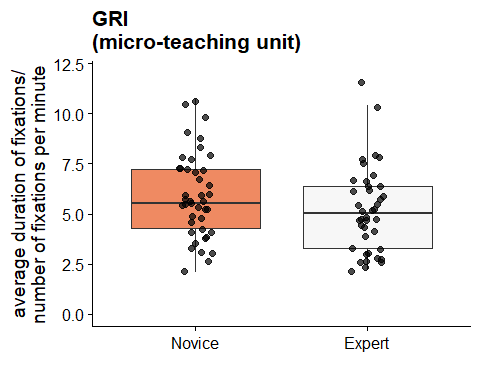 GRI
(micro-teaching unit)
average duration of fixations/
number of fixations per minute
12.5
10.0
7.5
5.0
2.5
0.0
Novice
Expert